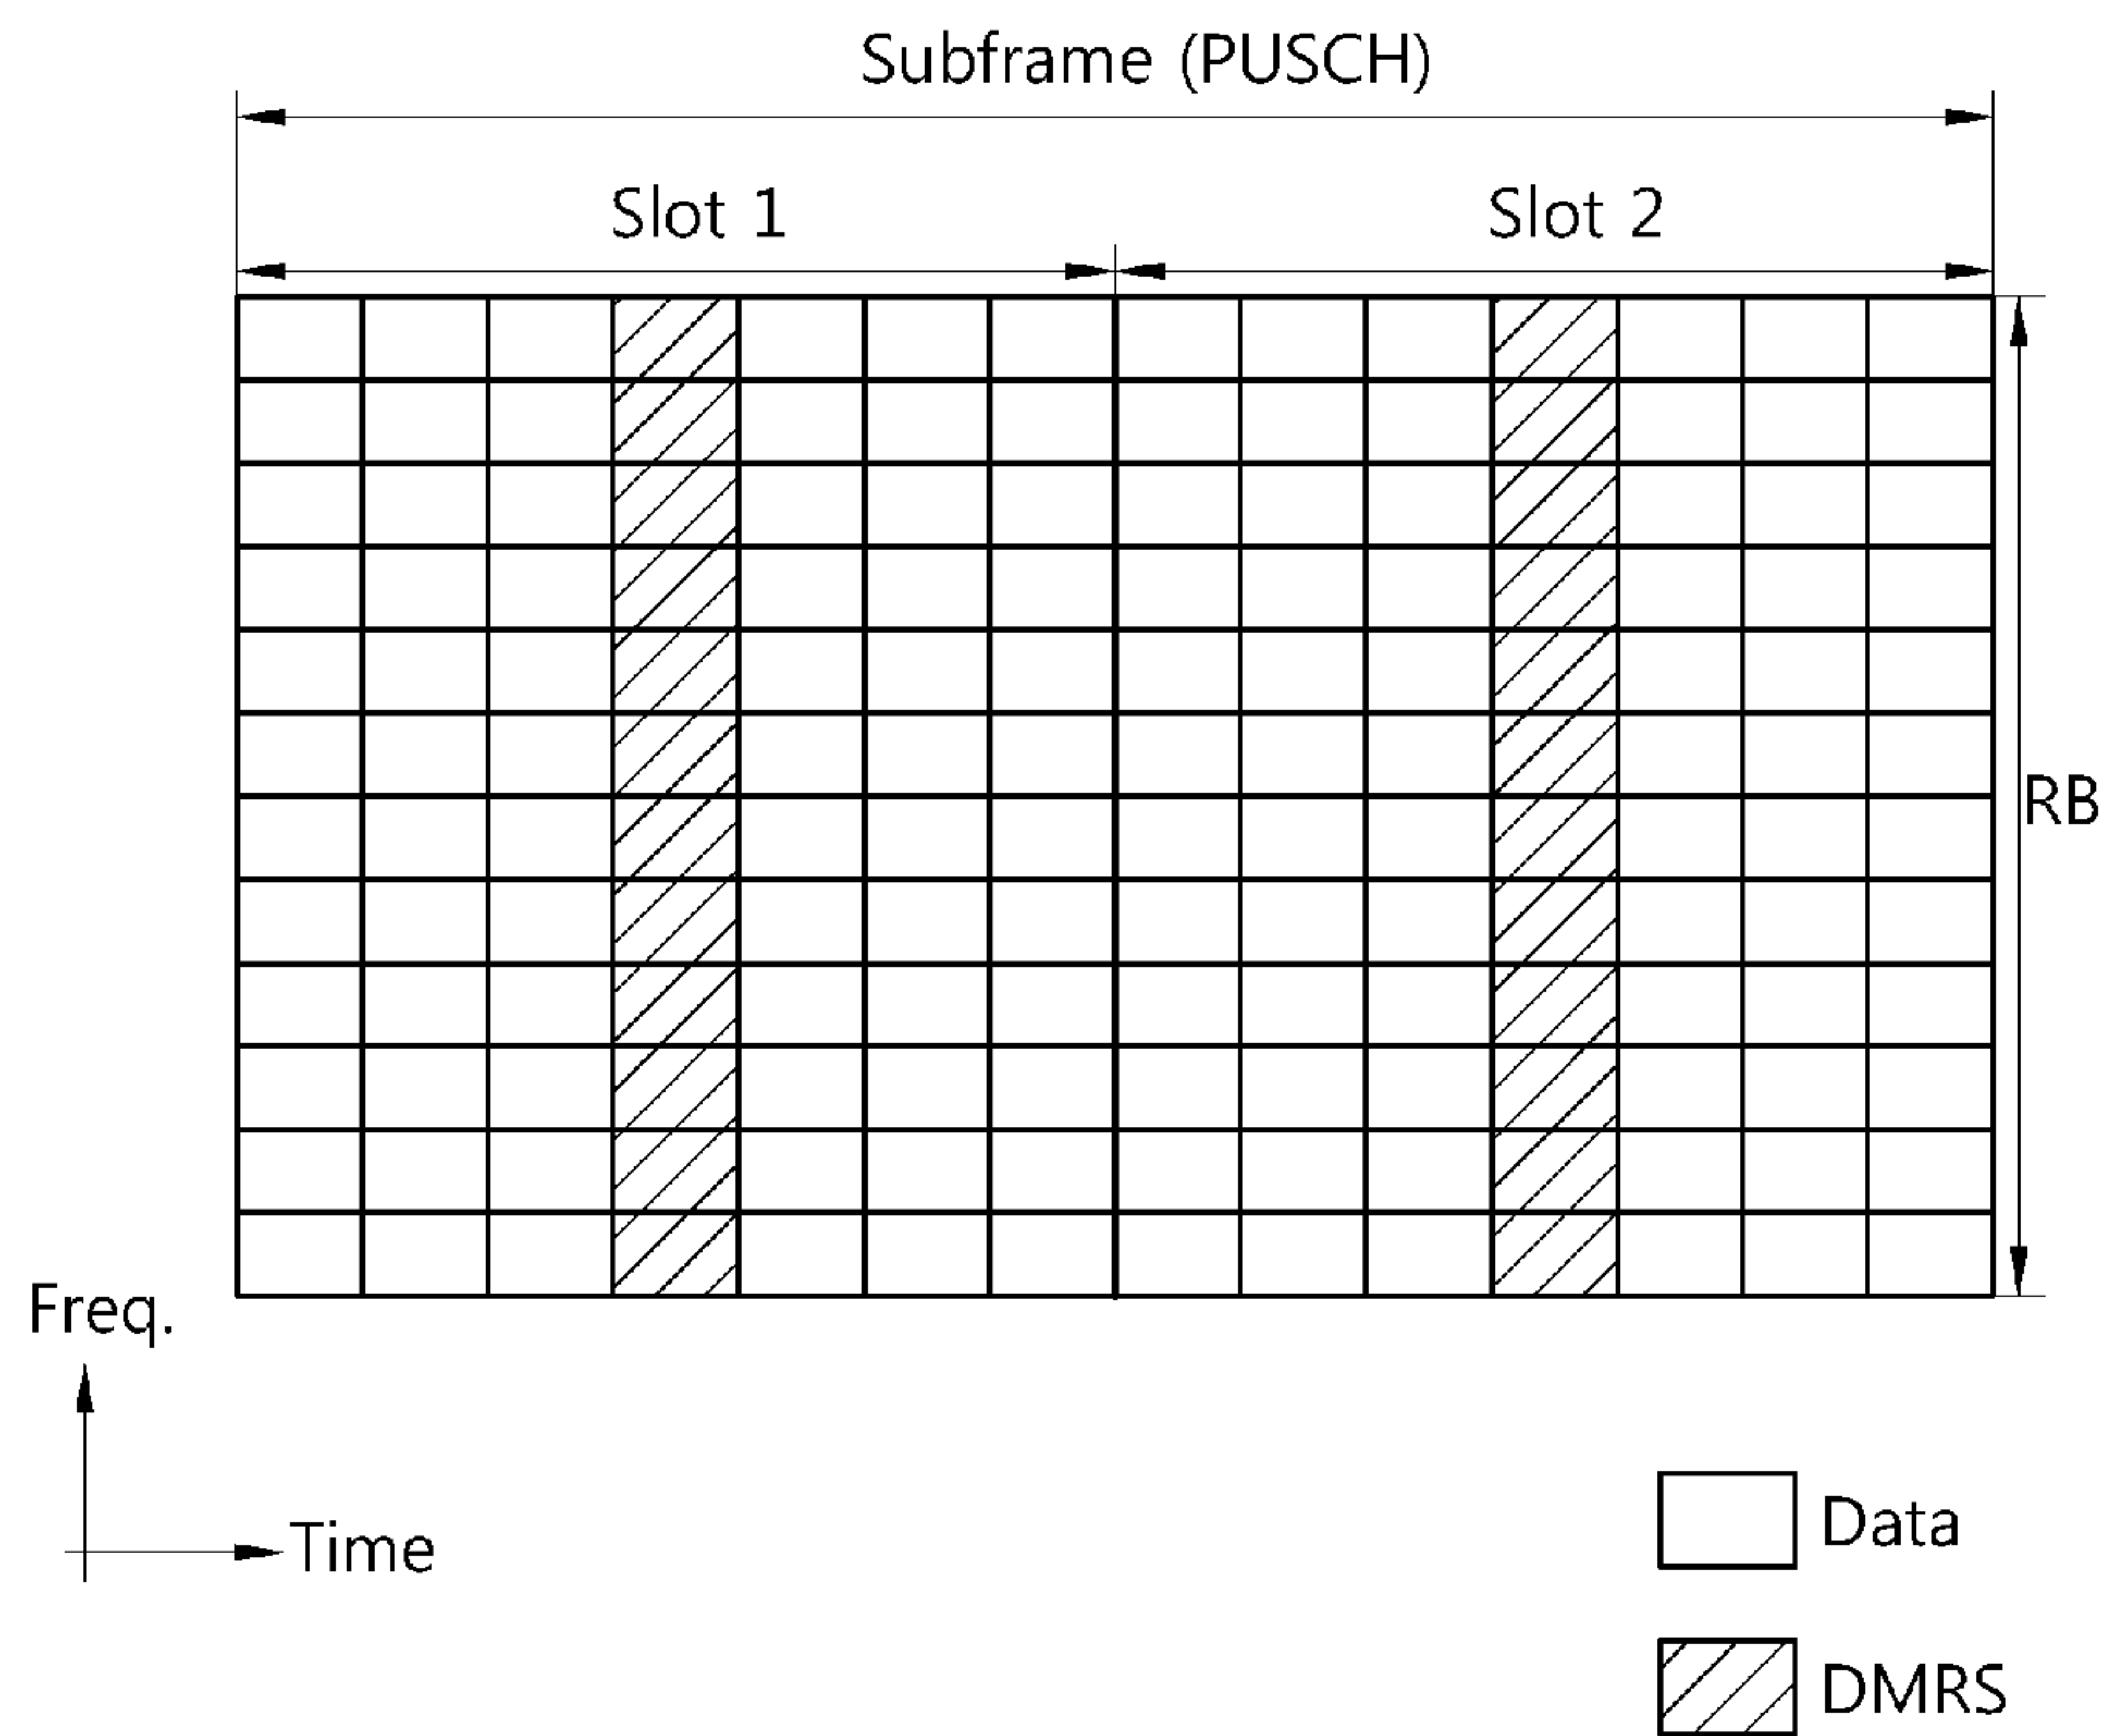 Subframe (PUSCH)
Slot 1
Slot 2
RB
Freq.
Time
Data
DMRS